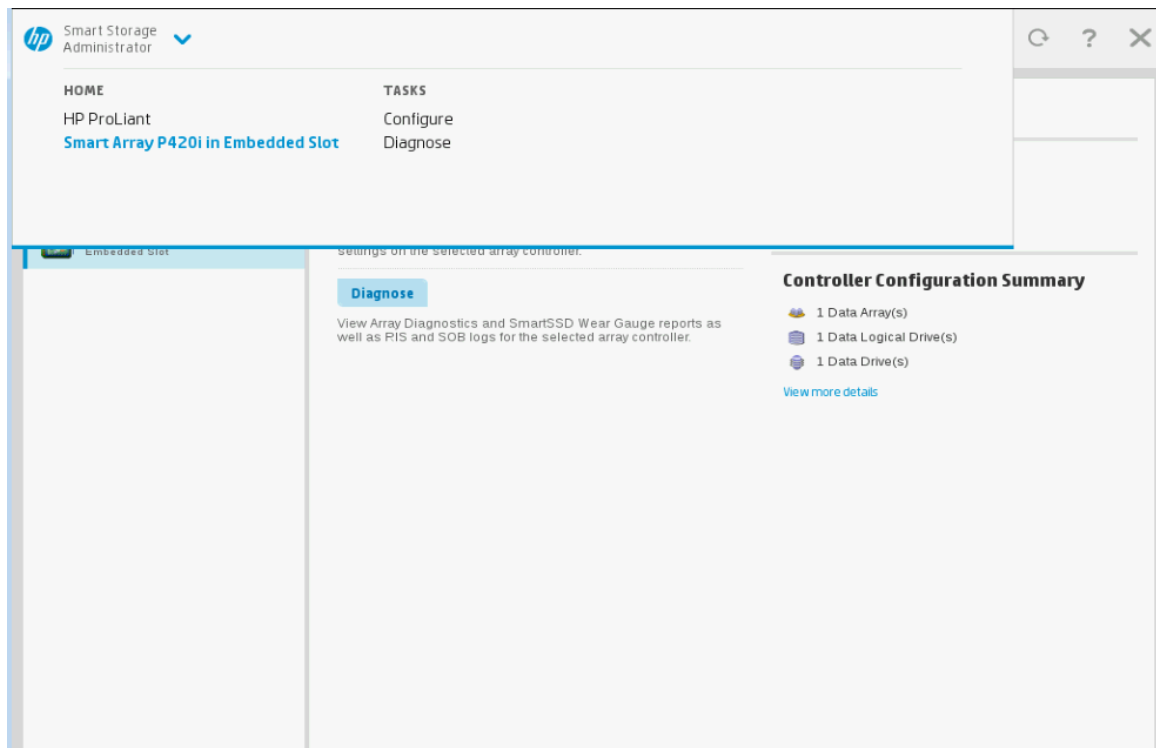 hp
Smart Storage
Administrator
?
HOME
TASKS
HP ProLiant
Configure
Smart Array P420i in Embedded Slot
Diagnose
Embedded Slot
settings on the selected array controller.
Diagnose
View Array Diagnostics and SmartSSD Wear Gauge reports as
well as PIS and SOB logs for the selected array controller.
Controller Configuration Summary
1 Data Array(s)
1 Data Logical Drive(s)
1 Data Drive(s)
View more details